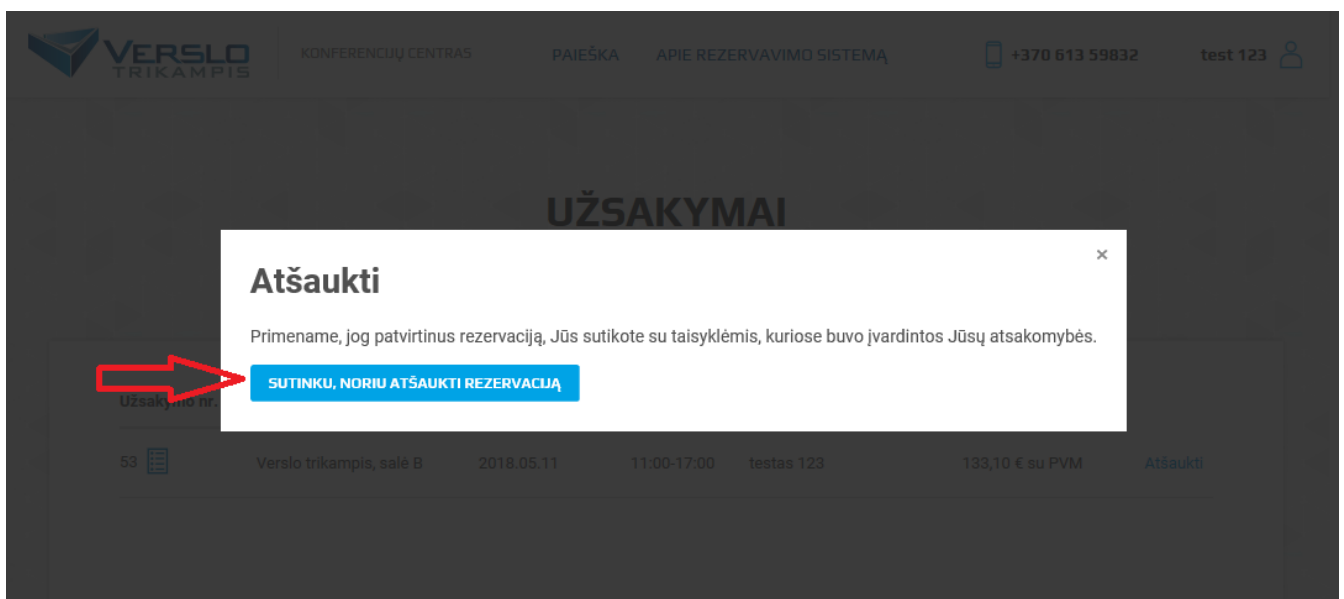 VERSLO
TRIKAMPIS
KONFERENCIJŲ CENTRAS
PAIEŠKA
APIE REZERVAVIMO SISTEMĄ
+370 613 59832
test 123
UŽSAKYMAI
×
Atšaukti
Primename, jog patvirtinus rezervaciją, Jūs sutikote su taisyklėmis, kuriose buvo įvardintos Jūsų atsakomybės.
SUTINKU, NORIU ATŠAUKTI REZERVACIJĄ
Užsakymo nr.
53 Verslo trikampis, salė B 2018.05.11 11:00-17:00 testas 123 133,10 € su PVM Atšaukti